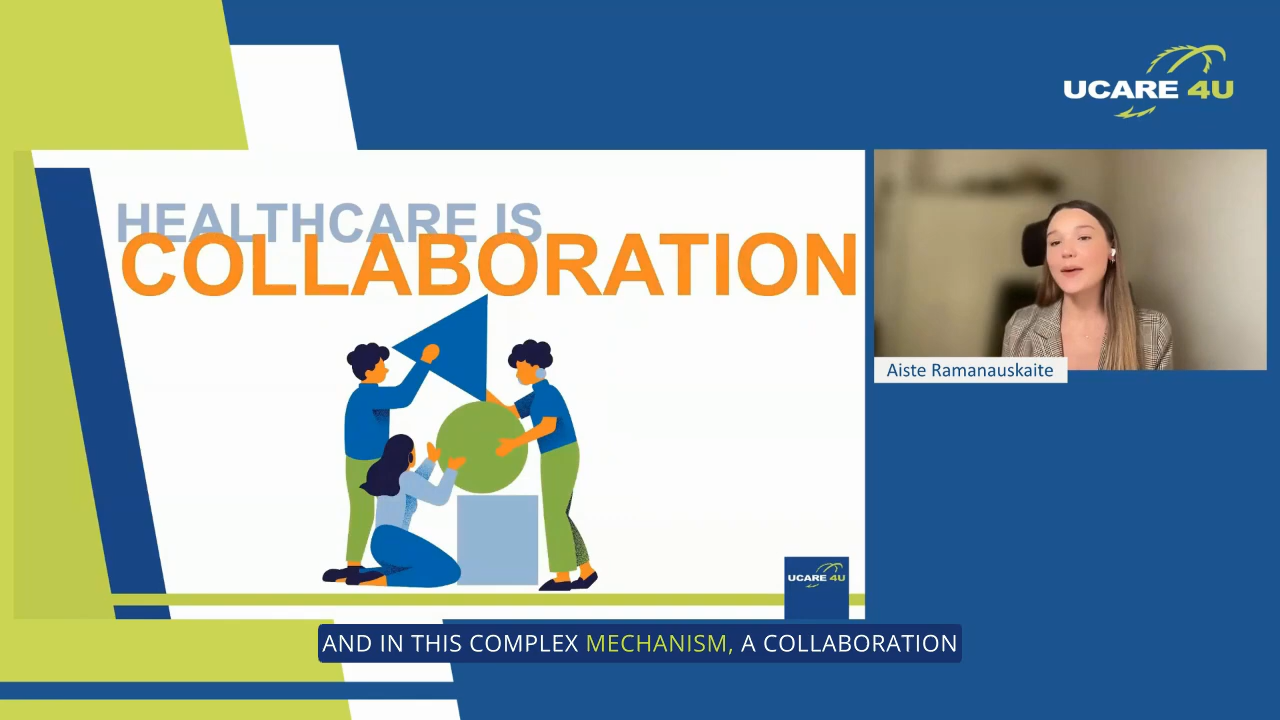 UCARE 4U
HEALTHCARE IS
COLLABORATION
Aiste Ramanauskaite
UCARE 4U
AND IN THIS COMPLEX MECHANISM, A COLLABORATION